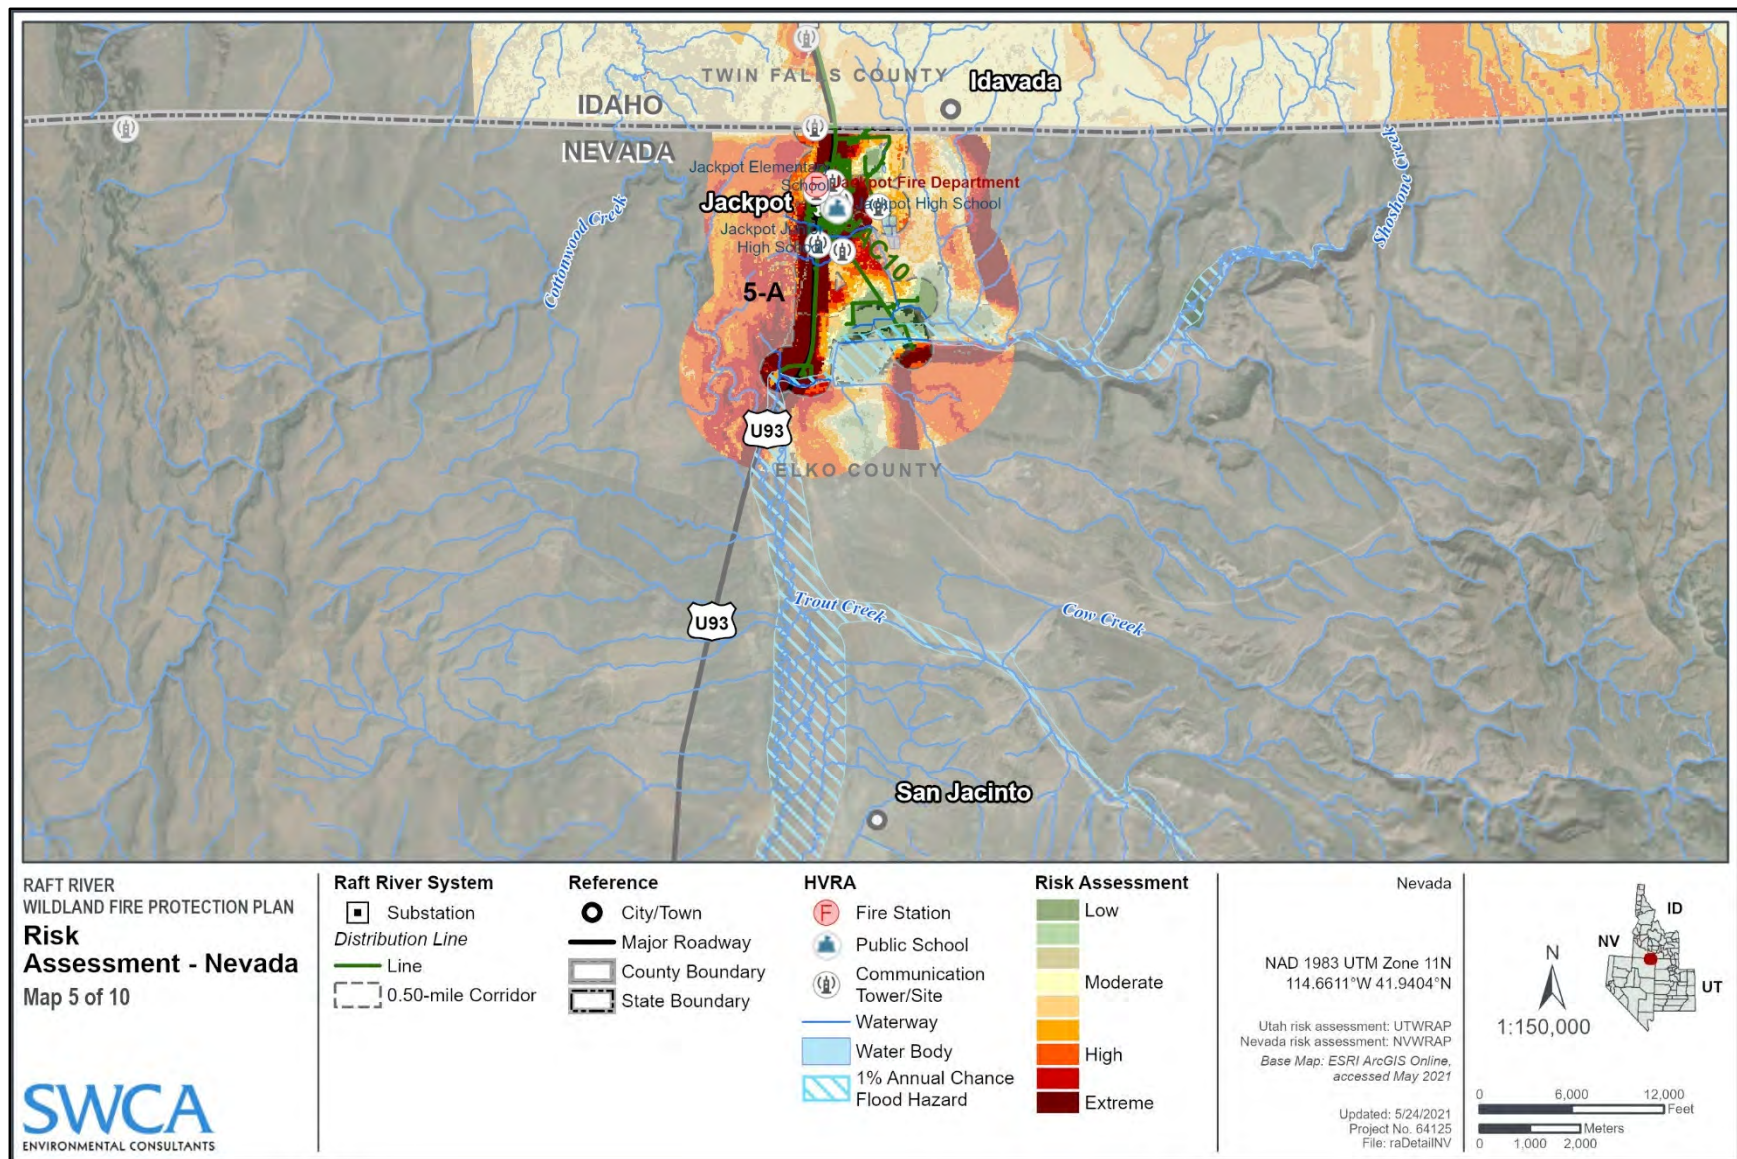 TWIN FALLS COUNTY
Idavada
IDAHO
NEVADA
Jackpot Elementary
School
Jackpot Fire Department
Jackpot
Jackpot High School
Jackpot Junior
High School
Cottonwood Creek
Shoshone Creek
5-A
U93
ELKO COUNTY
Trout Creek
Cow Creek
U93
San Jacinto
RAFT RIVER
WILDLAND FIRE PROTECTION PLAN
Risk
Assessment - Nevada
Map 5 of 10
SWCA
ENVIRONMENTAL CONSULTANTS
Raft River System
Substation
Distribution Line
Line
0.50-mile Corridor
Reference
City/Town
Major Roadway
County Boundary
State Boundary
HVRA
F Fire Station
Public School
Communication
Tower/Site
Waterway
Water Body
1% Annual Chance
Flood Hazard
Risk Assessment
Low
Moderate
High
Extreme
Nevada
NAD 1983 UTM Zone 11N
114.6611°W 41.9404°N
Utah risk assessment: UTWRAP
Nevada risk assessment: NVWRAP
Base Map: ESRI ArcGIS Online,
accessed May 2021
Updated: 5/24/2021
Project No. 64125
File: raDetailNV
ID
NV
UT
N
1:150,000
0 6,000 12,000
Feet
Meters
0 1,000 2,000